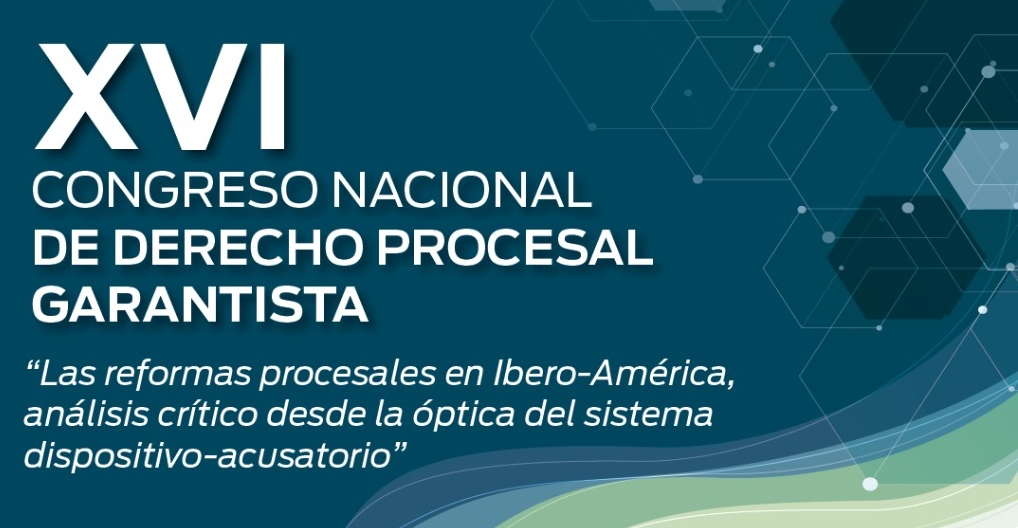 XVI
CONGRESO NACIONAL
DE DERECHO PROCESAL
GARANTISTA
“Las reformas procesales en Ibero-América,
análisis crítico desde la óptica del sistema
dispositivo-acusatorio”